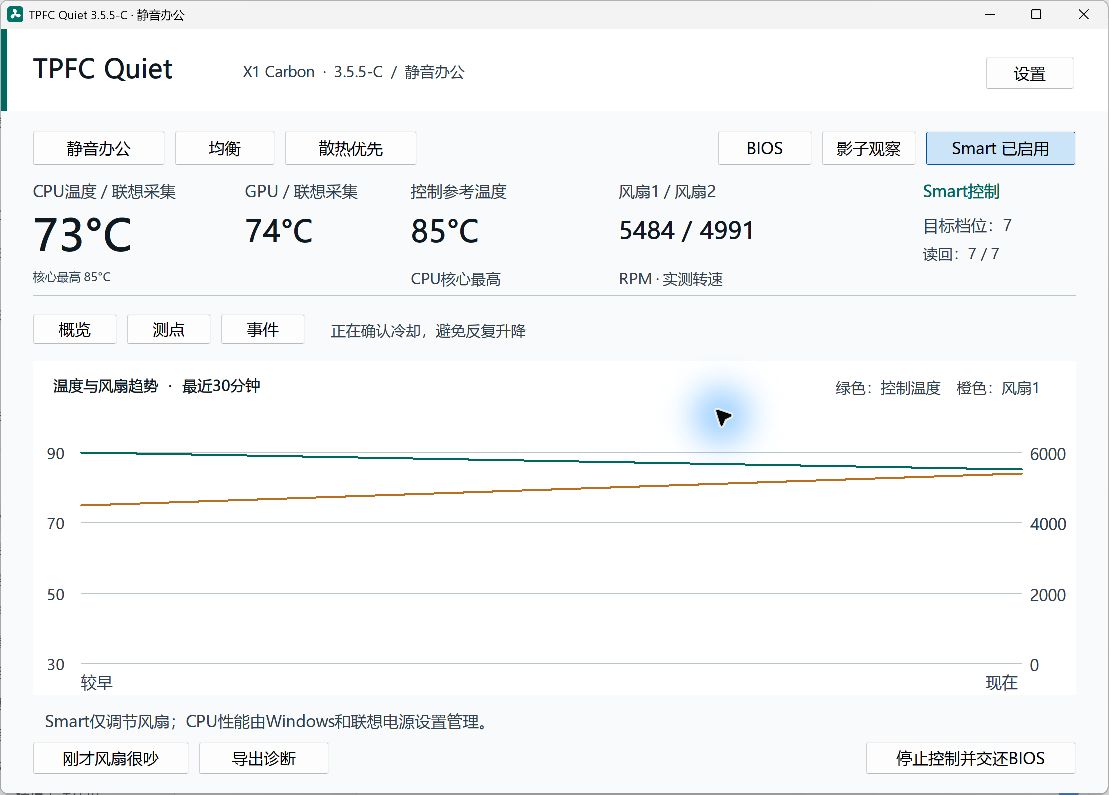 TPFC Quiet 3.5.5-C · 静音办公
TPFC Quiet
X1 Carbon · 3.5.5-C / 静音办公
设置
静音办公
均衡
散热优先
BIOS
影子观察
Smart 已启用
CPU温度 / 联想采集
73°C
核心最高 85°C
GPU / 联想采集
74°C
控制参考温度
85°C
CPU核心最高
风扇1 / 风扇2
5484 / 4991
RPM · 实测转速
Smart控制
目标档位：7
读回：7 / 7
概览
测点
事件
正在确认冷却，避免反复升降
温度与风扇趋势 · 最近30分钟
绿色：控制温度 橙色：风扇1
90
6000
70
4000
50
2000
30
0
较早
现在
Smart仅调节风扇；CPU性能由Windows和联想电源设置管理。
刚才风扇很吵
导出诊断
停止控制并交还BIOS